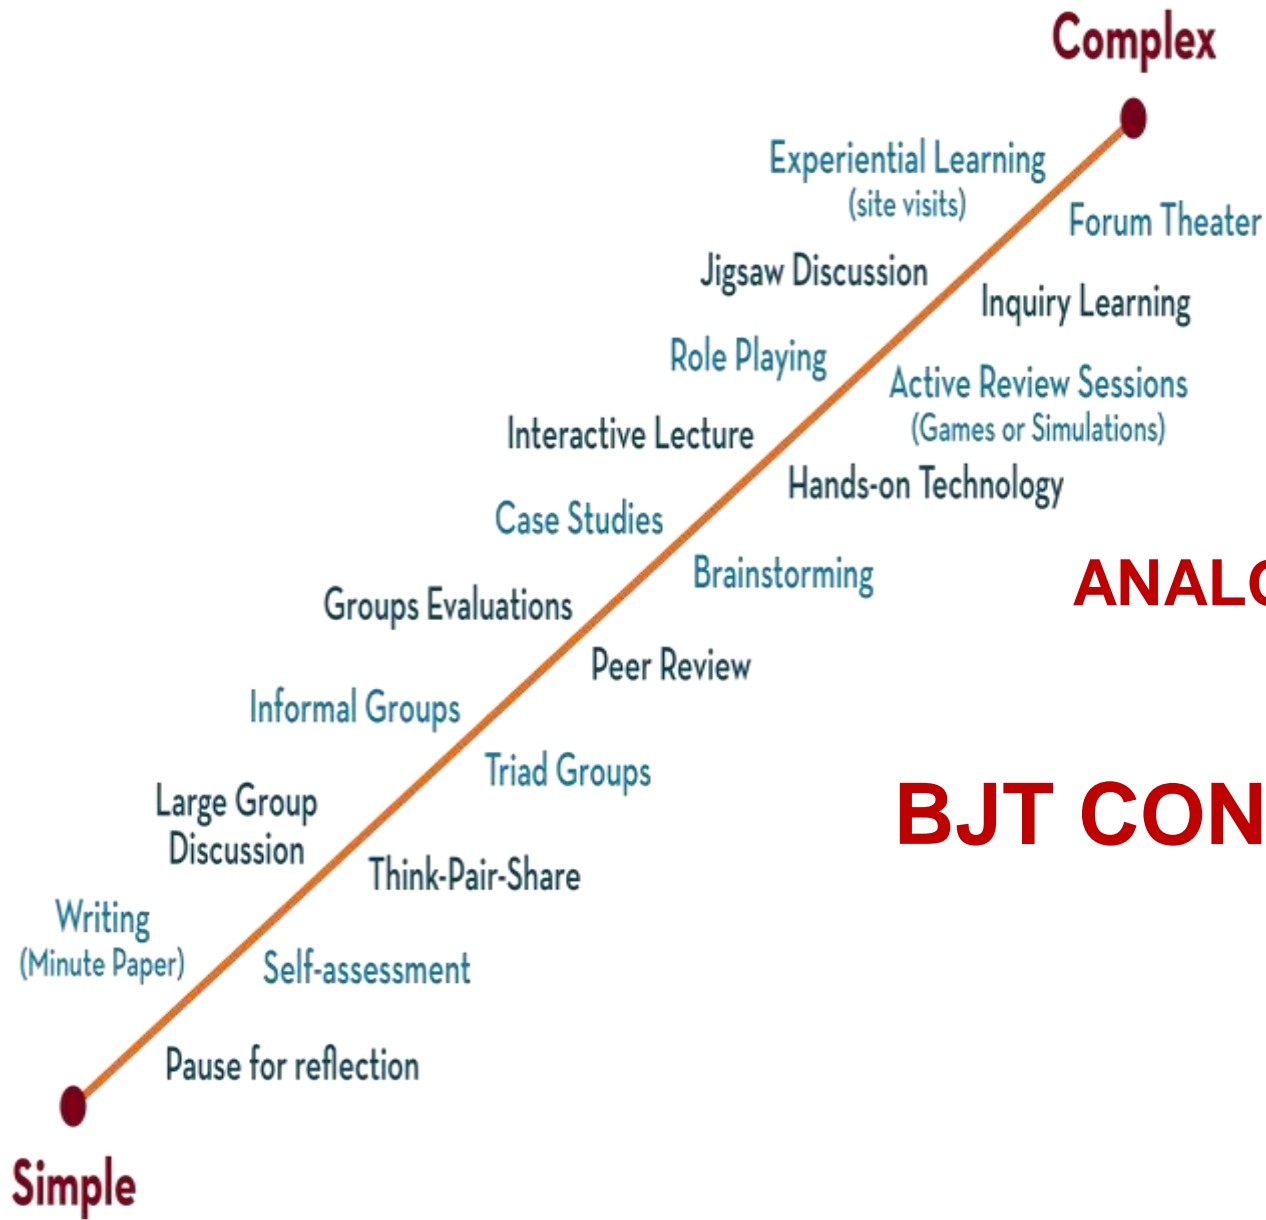 Complex
Experiential Learning
(site visits)
Forum Theater
Jigsaw Discussion
Inquiry Learning
Role Playing
Active Review Sessions
(Games or Simulations)
Interactive Lecture
Hands-on Technology
Case Studies
Brainstorming
Groups Evaluations
Peer Review
Informal Groups
Triad Groups
Large Group
Discussion
Think-Pair-Share
Writing
(Minute Paper)
Self-assessment
Pause for reflection
Simple
BJT CON